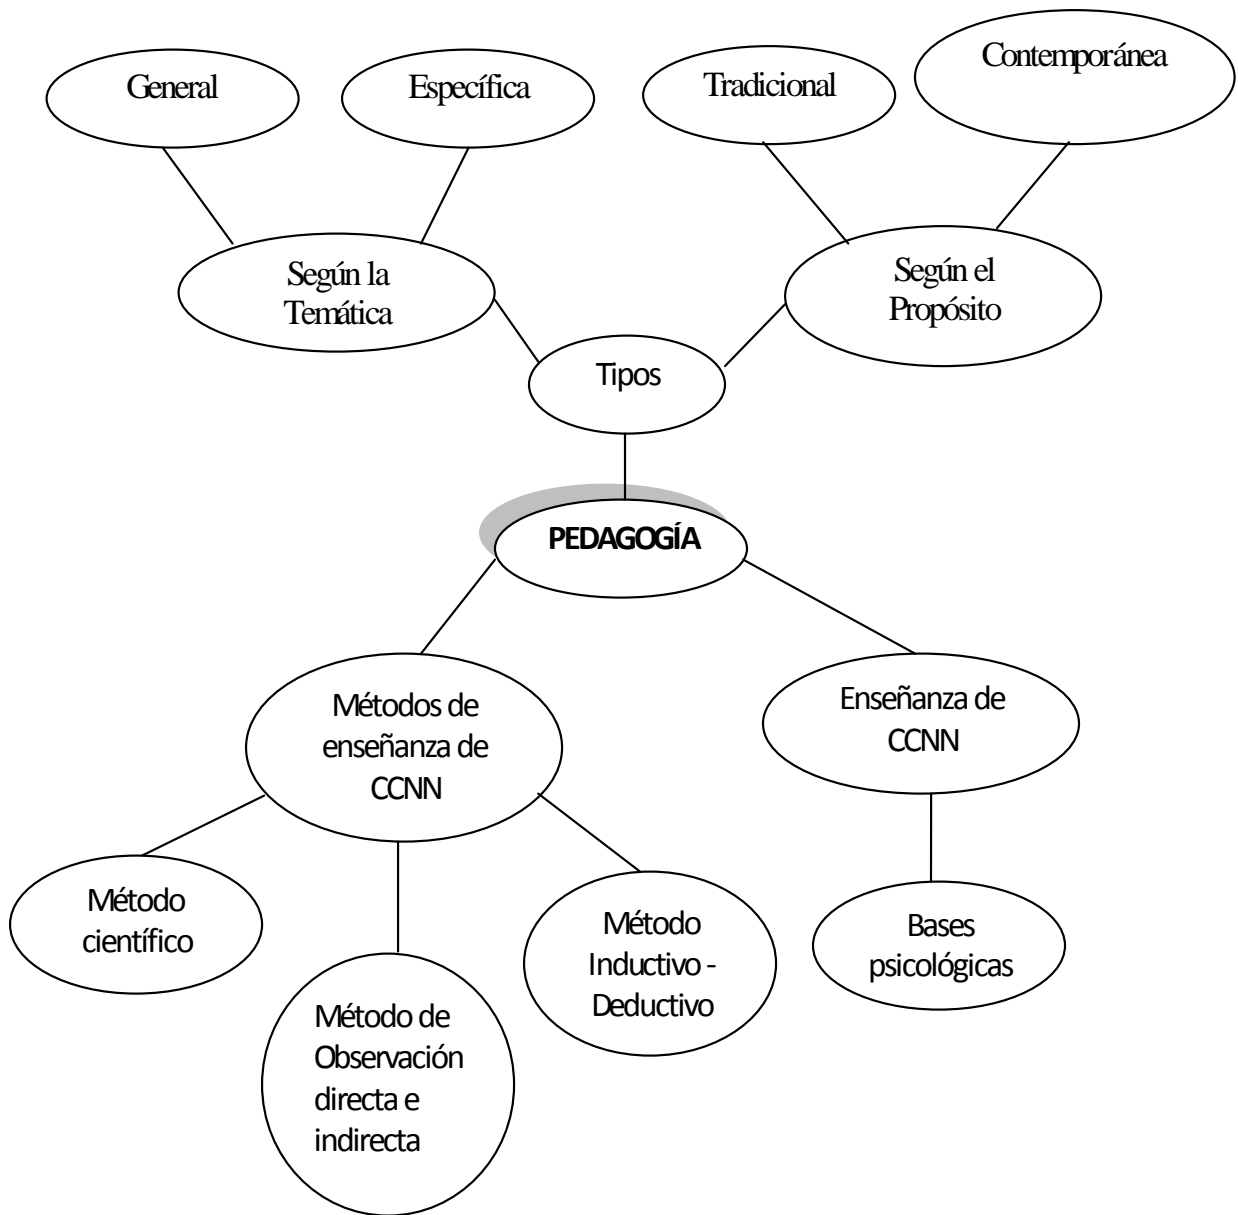 General
Específica
Tradicional
Contemporánea
Según la
Temática
Según el
Propósito
Tipos
PEDAGOGÍA
Métodos de
enseñanza de
CCNN
Enseñanza de
CCNN
Método
científico
Método de
Observación
directa e
indirecta
Método
Inductivo -
Deductivo
Bases
psicológicas